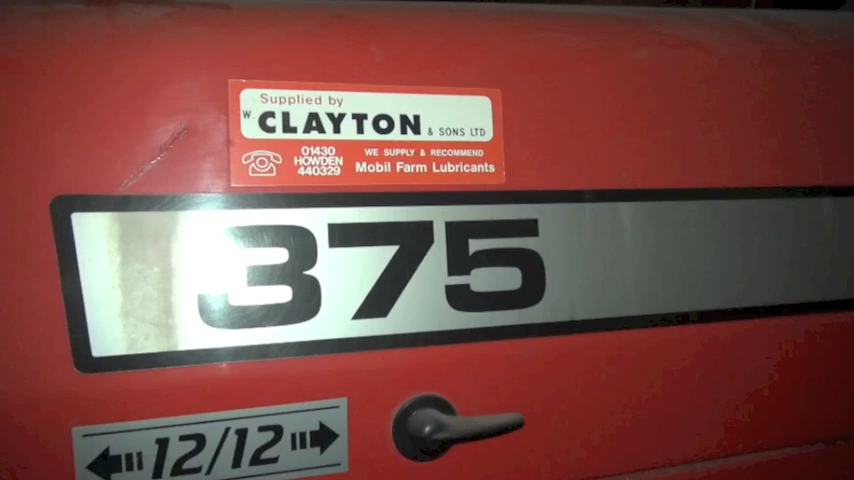 Supplied by
W. CLAYTON & SONS LTD
01430
HOWDEN
440329
WE SUPPLY & RECOMMEND
Mobil Farm Lubricants
375
12/12